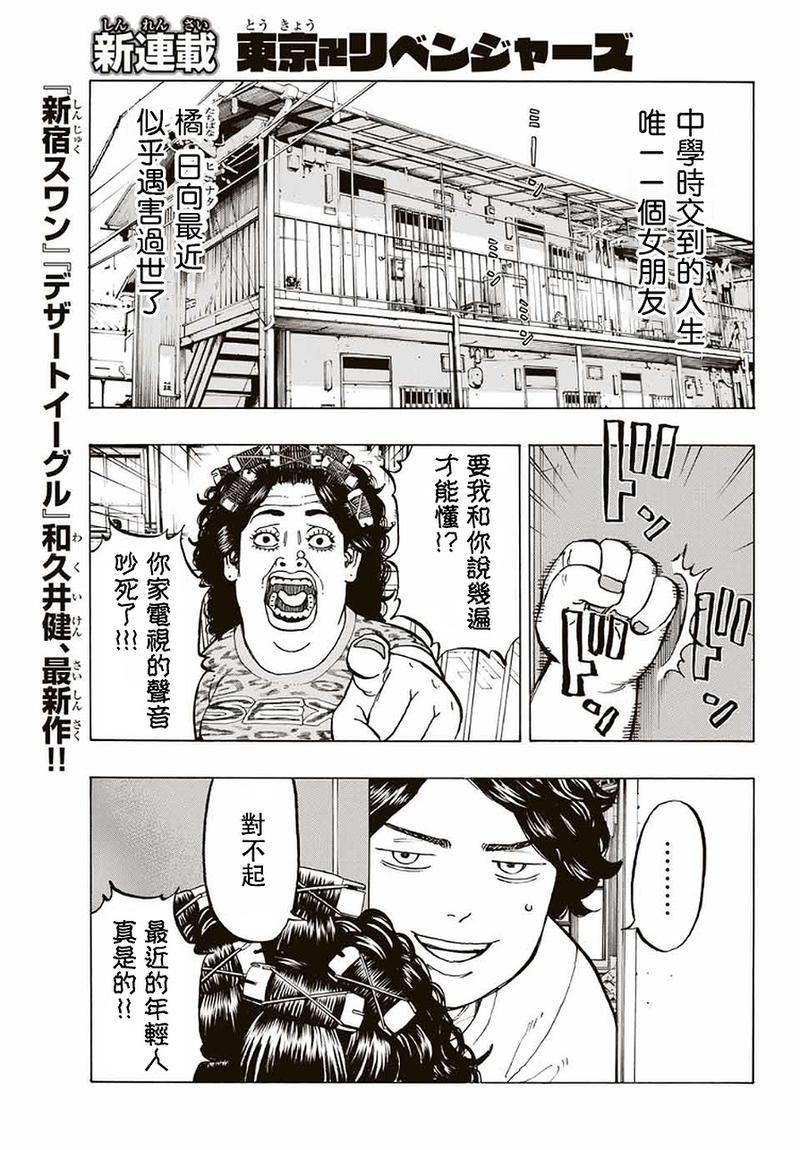 新連載 東京卍リベンジャーズ
しんれんさい とうきょう
中學時交到的人生
唯一一個女朋友
橘 日向最近
似乎遇害過世了
たちばな ヒナタ
ミーン
ドンドン
ドンドン
要我和你說幾遍
才能懂!?
你家電視的聲音
吵死了!!!
………
對不起
最近的年輕人
真是的!!
『新宿スワン』『デザートイーグル』和久井健、最新作!!
しんじゅく わくいけん さいしんさく